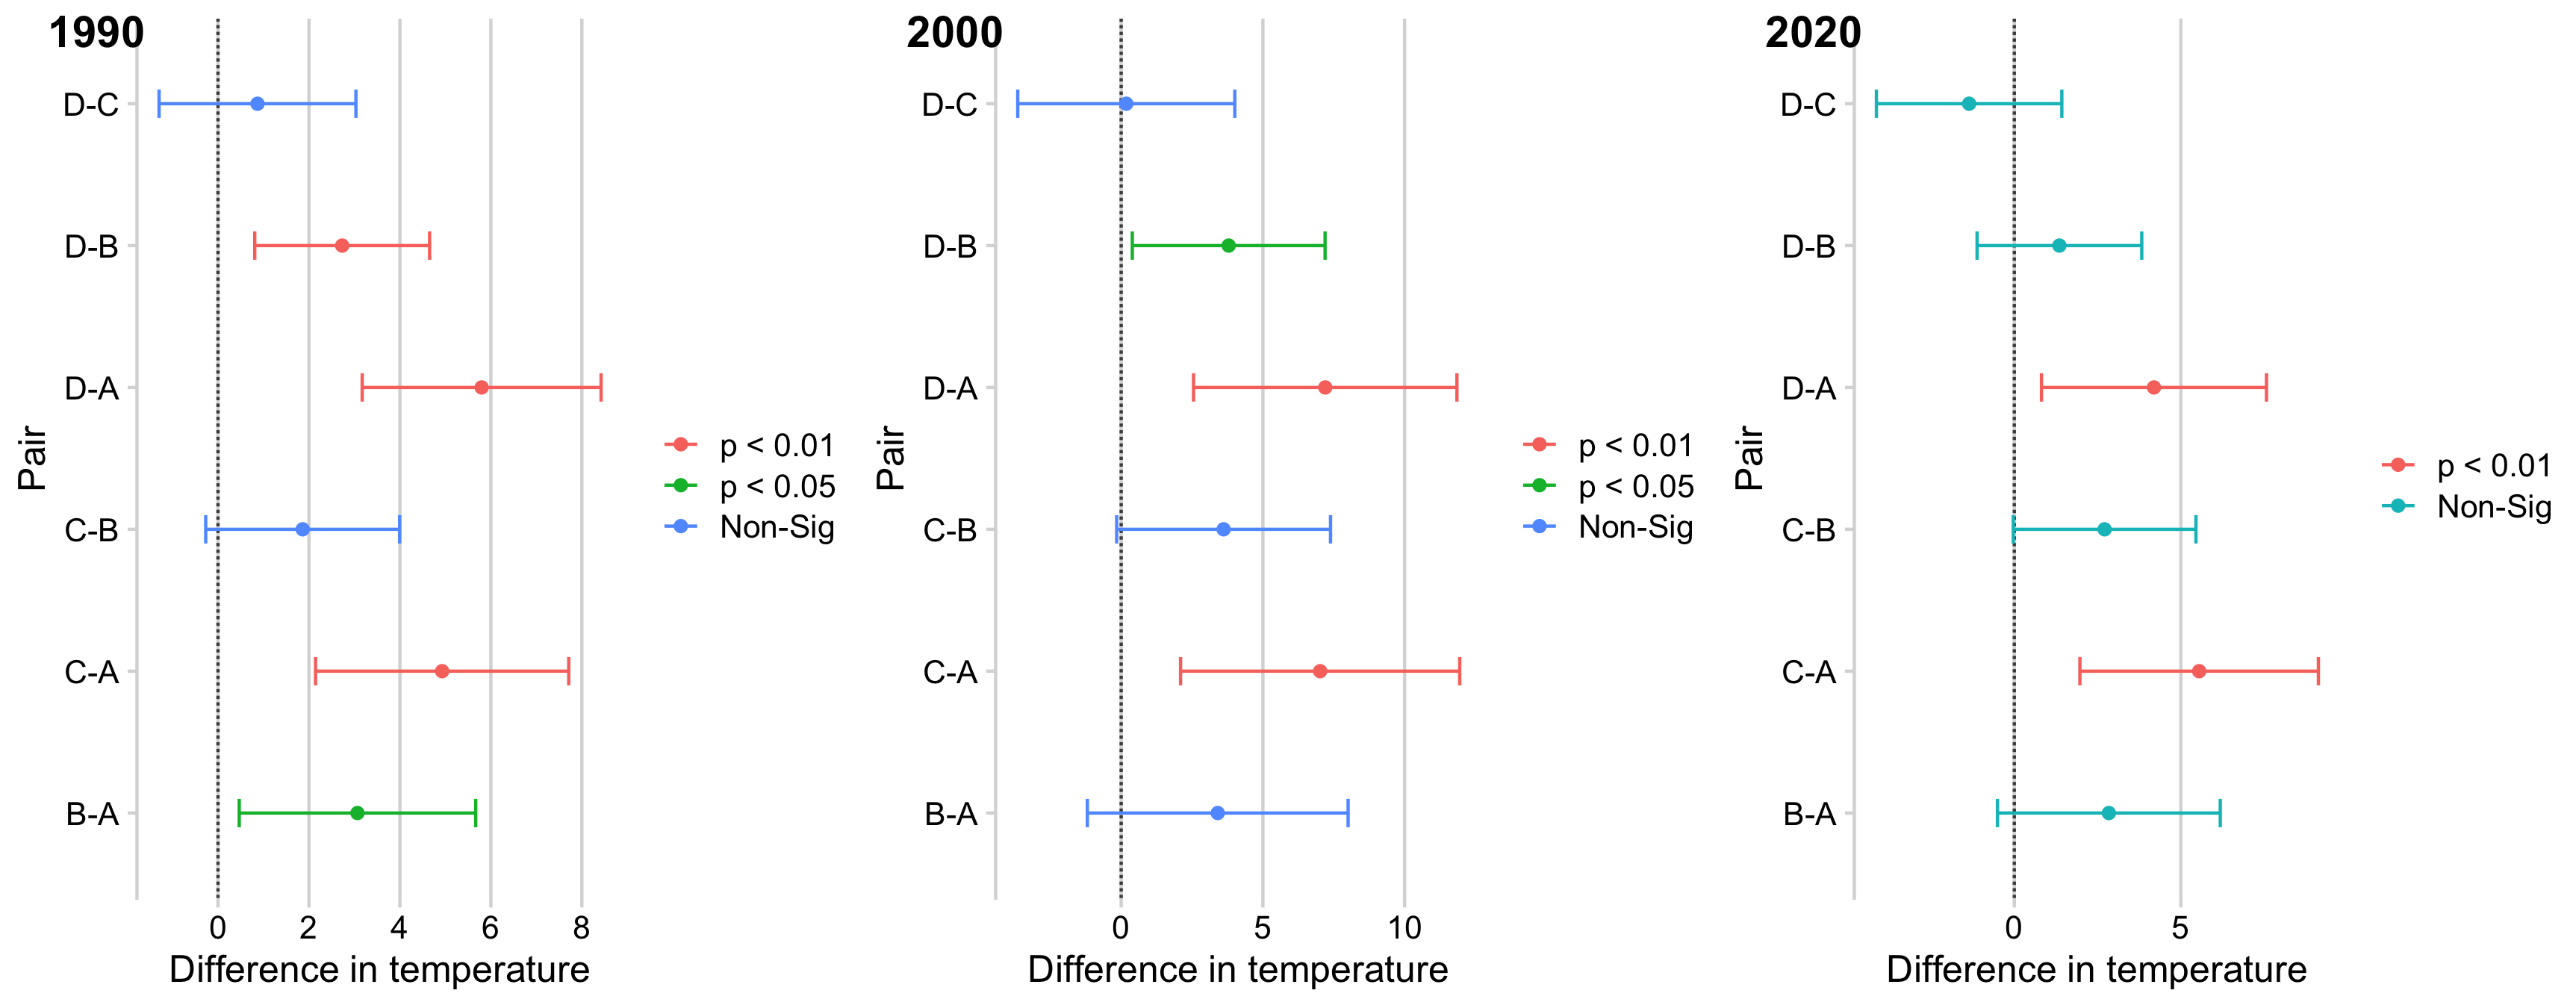 1990
D-C
D-B
D-A
C-B
C-A
B-A
Pair
0 2 4 6 8
Difference in temperature
p < 0.01
p < 0.05
Non-Sig
2000
D-C
D-B
D-A
C-B
C-A
B-A
Pair
0 5 10
Difference in temperature
p < 0.01
p < 0.05
Non-Sig
2020
D-C
D-B
D-A
C-B
C-A
B-A
Pair
0 5
Difference in temperature
p < 0.01
Non-Sig